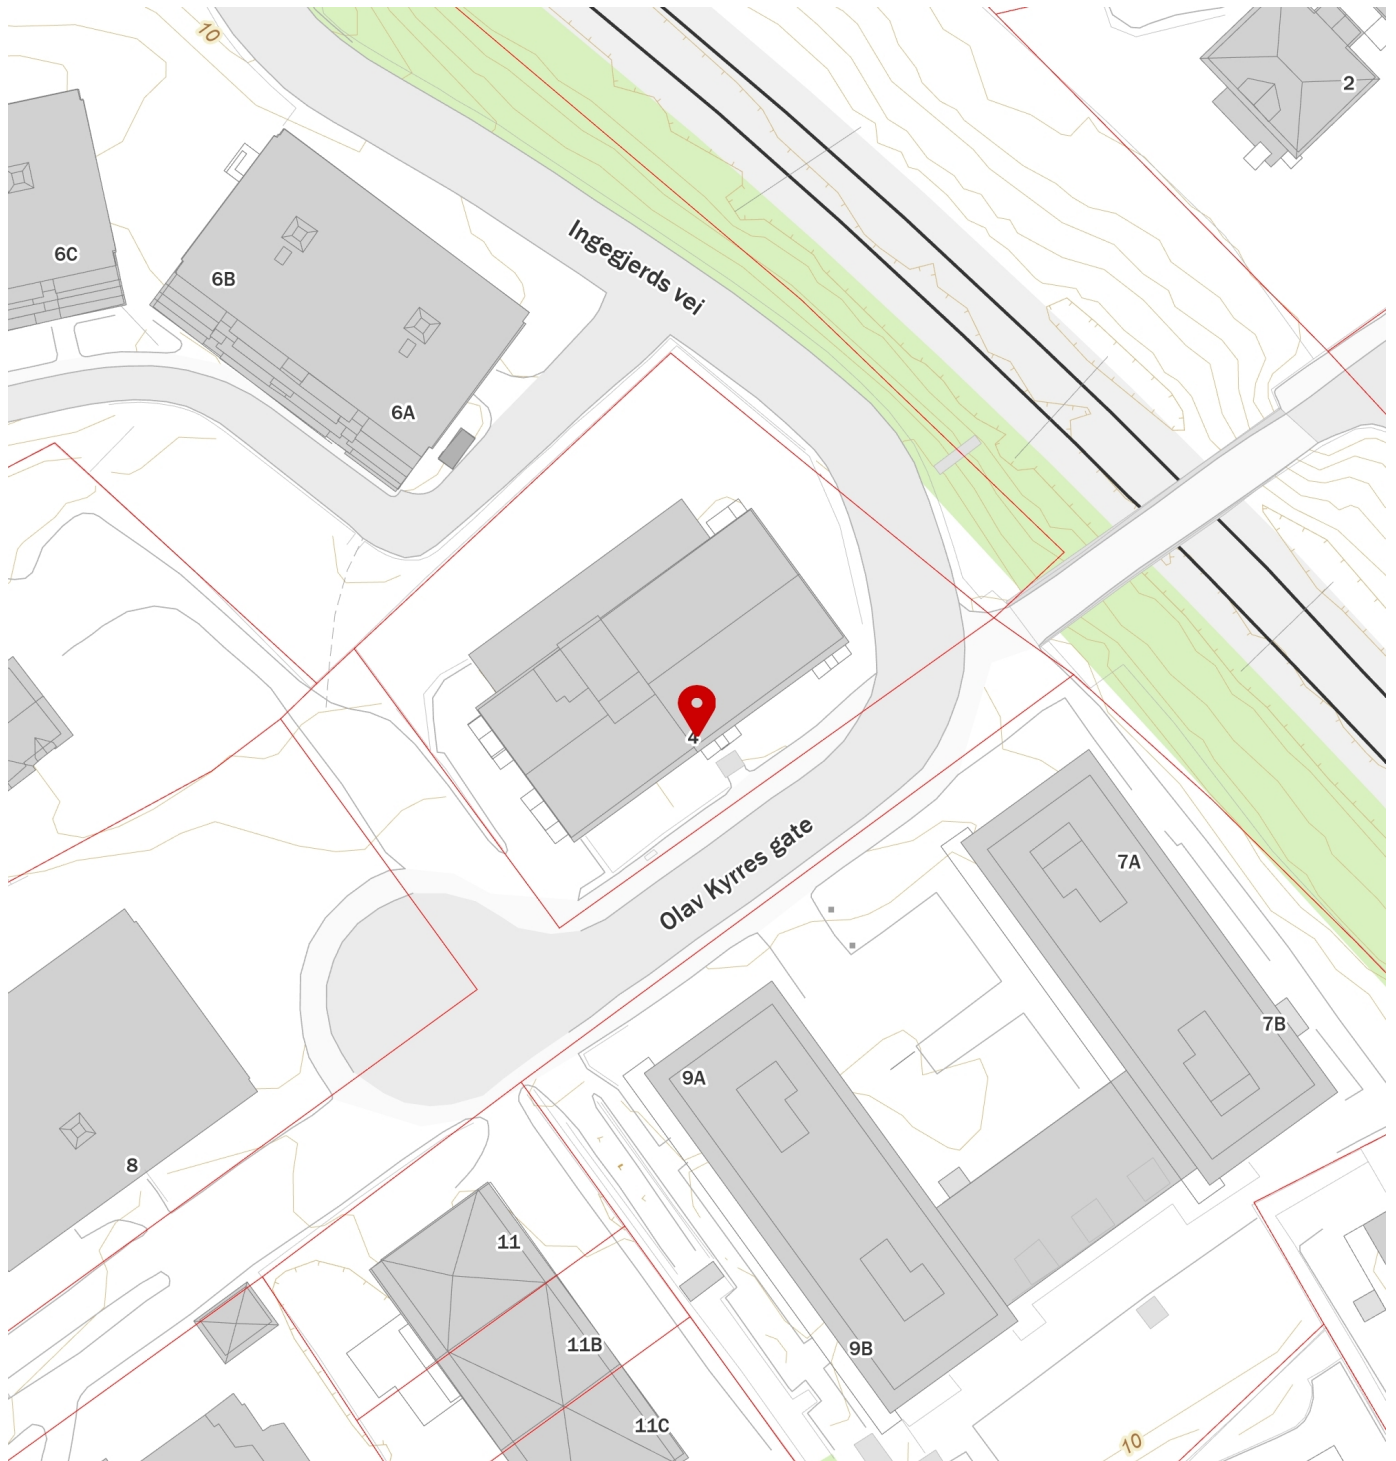 10
2
6C
6B
Ingegjerds vei
6A
4
Olav Kyrres gate
7A
7B
9A
8
11
11B
9B
11C
10